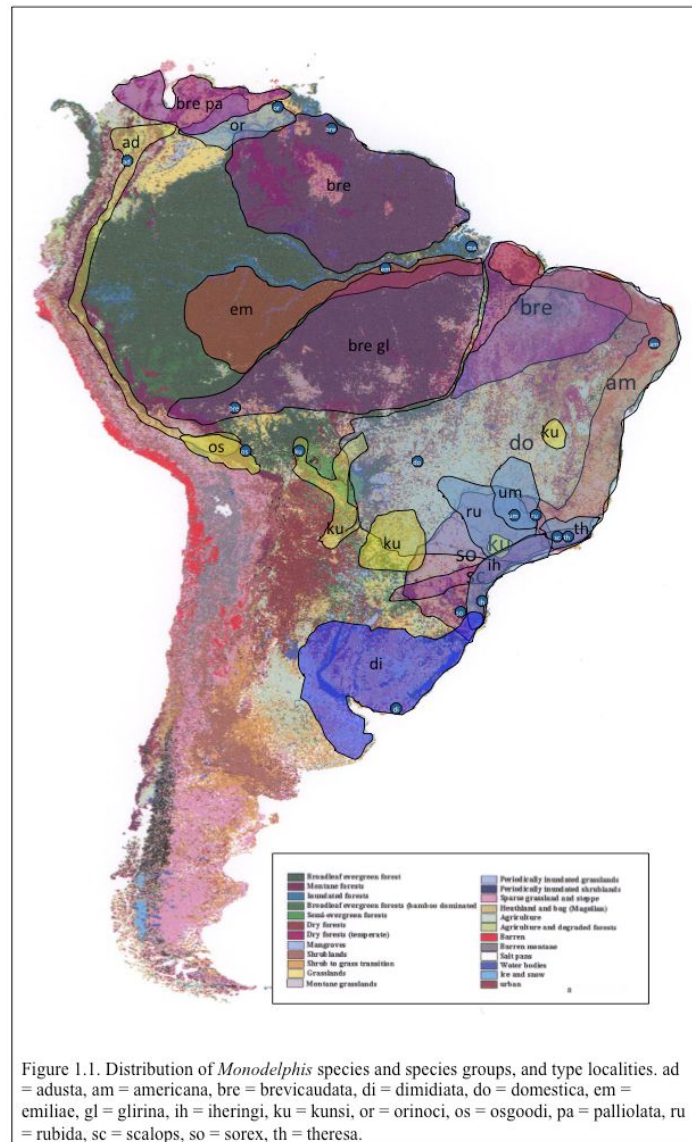 bre pa
or
or
ad
bre
em
bre gl
bre
am
do
ku
os
ku
ku
ru
um
th
ku
so
ih
sc
di
Broadleaf evergreen forest
Montane forests
Inundated forests
Broadleaf evergreen forests (bamboo dominated
Semi-evergreen forests
Dry forests
Dry forests (temperate)
Mangroves
Shrublands
Shrub to grass transition
Grasslands
Montane grasslands
Periodically inundated grasslands
Periodically inundated shrublands
Sparse grassland and steppe
Heathland and bog (Magellan)
Agriculture
Agriculture and degraded forests
Barren
Barren montane
Salt pans
Water bodies
Ice and snow
urban
Figure 1.1. Distribution of Monodelphis species and species groups, and type localities. ad
= adusta, am = americana, bre = brevicaudata, di = dimidiata, do = domestica, em =
emiliae, gl = glirina, ih = iheringi, ku = kunsi, or = orinoci, os = osgoodi, pa = palliolata, ru
= rubida, sc = scalops, so = sorex, th = theresa.